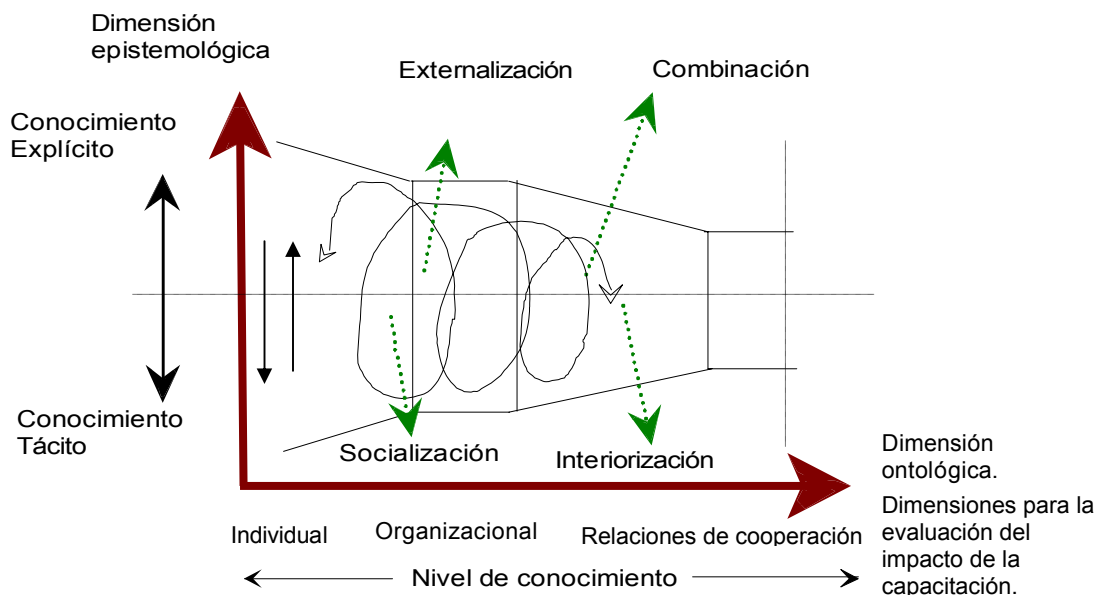 Dimensión
epistemológica
Externalización
Combinación
Conocimiento
Explícito
Conocimiento
Tácito
Socialización
Interiorización
Dimensión
ontológica.
Dimensiones para la
evaluación del
impacto de la
capacitación.
Individual
Organizacional
Relaciones de cooperación
Nivel de conocimiento